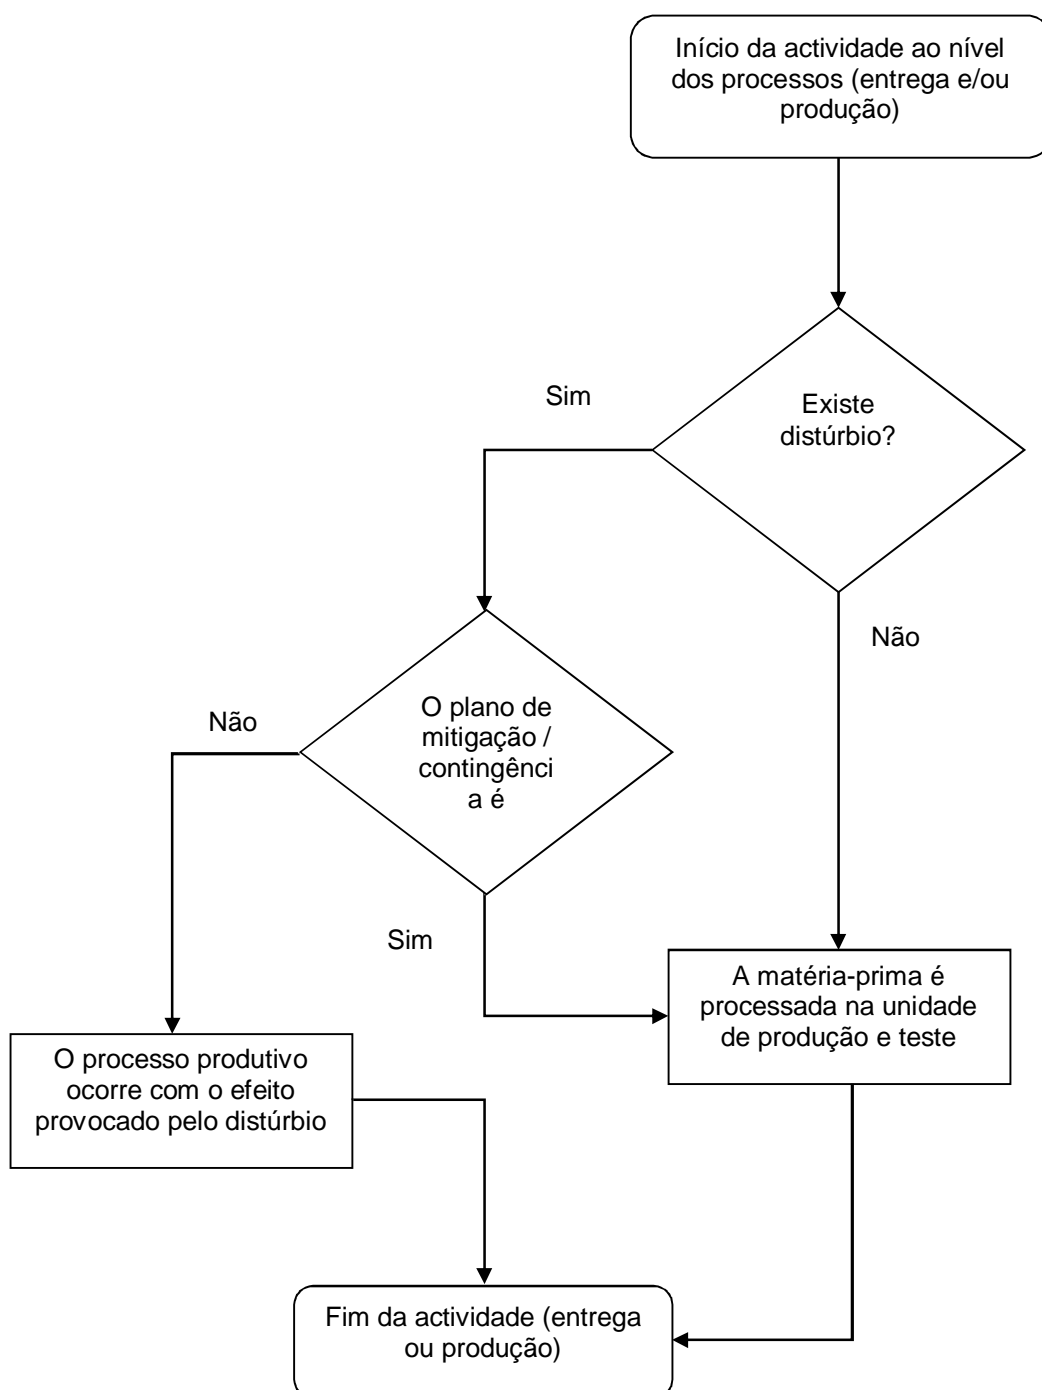 Início da actividade ao nível
dos processos (entrega e/ou
produção)
Existe
distúrbio?
Sim
Não
O plano de
mitigação /
contingênci
a é
Não
Sim
A matéria-prima é
processada na unidade
de produção e teste
O processo produtivo
ocorre com o efeito
provocado pelo distúrbio
Fim da actividade (entrega
ou produção)